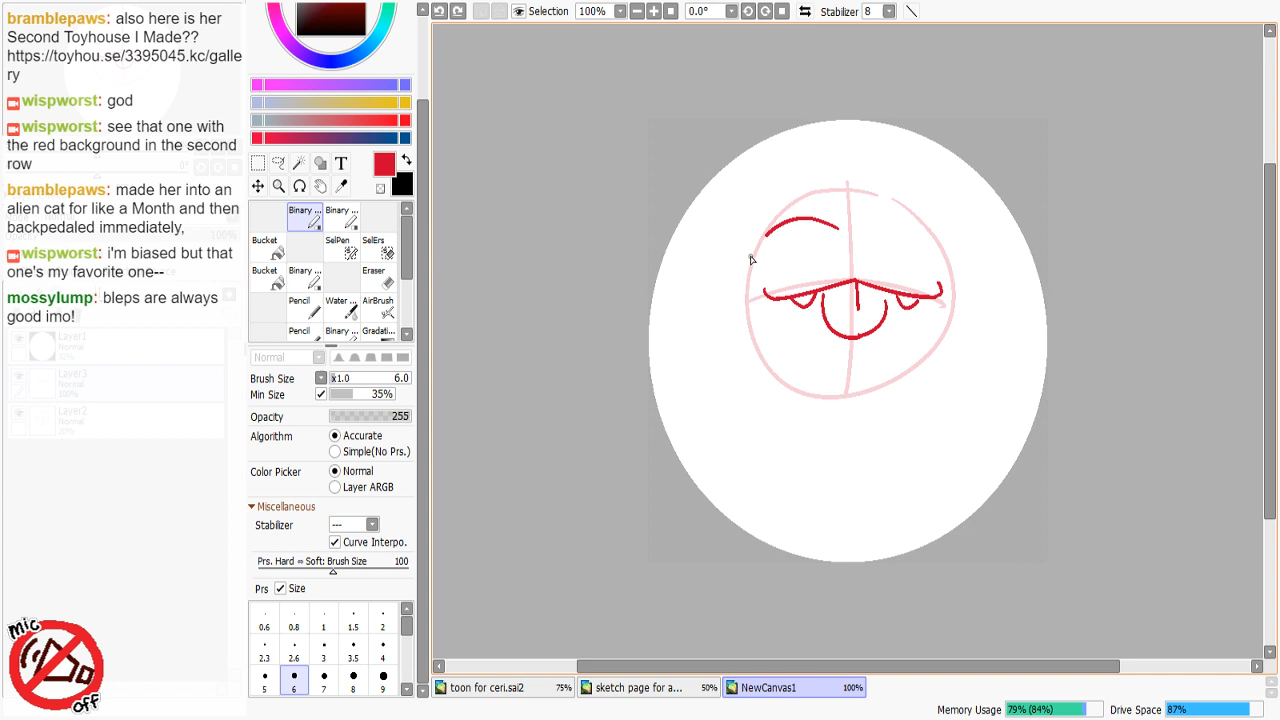 bramblepaws: also here is her
Second Toyhouse I Made??
https://toyhou.se/3395045.kc/galle
ry
wispworst: god
wispworst: see that one with
the red background in the second
row
bramblepaws: made her into an
alien cat for like a Month and then
backpedaled immediately,
wispworst: i'm biased but that
one's my favorite one--
mossylump: bleps are always
good imo!
Layer1
Normal
Layer3
Normal
100%
Layer2
Normal
mic
OFF
Selection 100% 0.0° Stabilizer 8
T
Binary ... Binary ...
Bucket SelPen SelErs
Bucket Binary ... Eraser
Pencil Water ... AirBrush
Pencil Binary ... Gradati...
Normal
Brush Size x1.0 6.0
Min Size 35%
Opacity 255
Algorithm Accurate
Simple(No Prs.)
Color Picker Normal
Layer ARGB
Miscellaneous
Stabilizer ---
Curve Interpo.
Prs. Hard ⇔ Soft: Brush Size 100
Prs Size
0.6 0.8 1 1.5 2
2.3 2.6 3 3.5 4
5 6 7 8 9
toon for ceri.sai2 75% sketch page for a... 50% NewCanvas1 100%
Memory Usage 79% (84%) Drive Space 87%